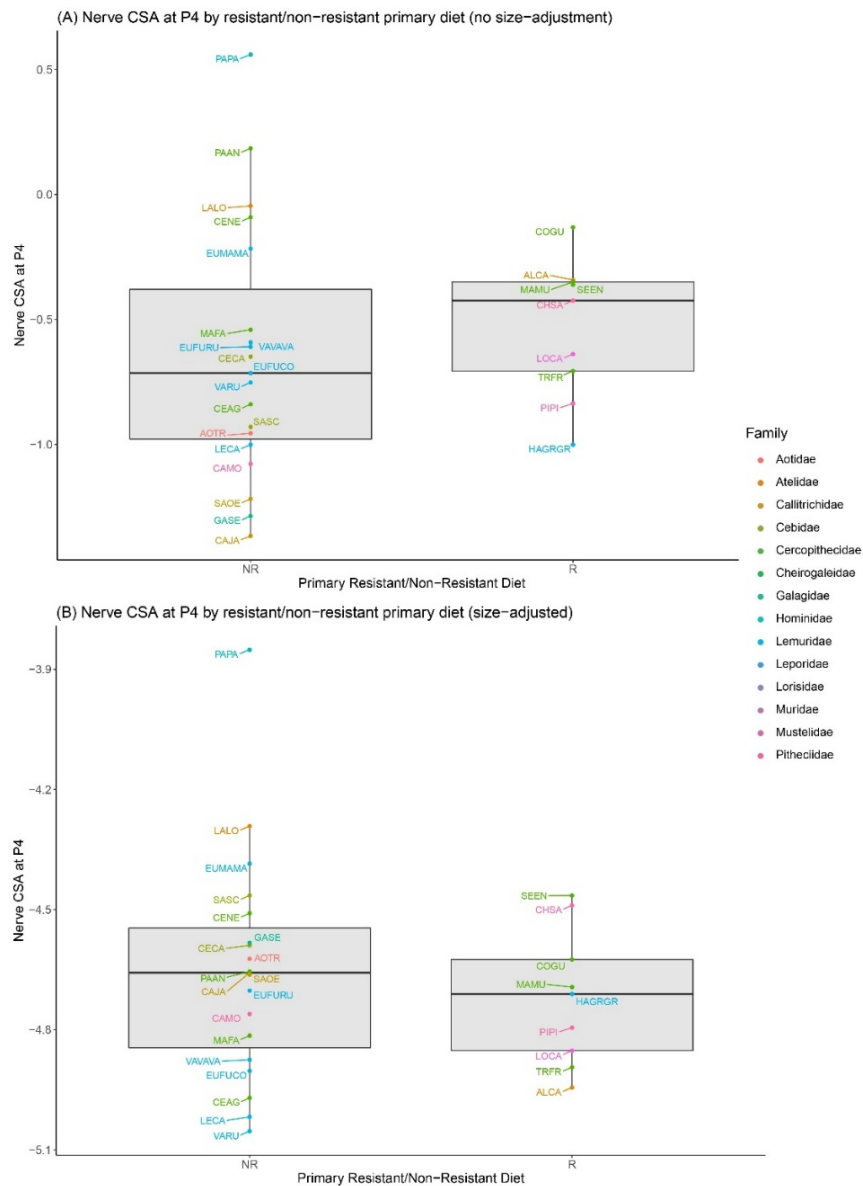 (A) Nerve CSA at P4 by resistant/non−resistant primary diet (no size−adjustment)
0.5
0.0
−0.5
−1.0
Nerve CSA at P4
PAPA
PAAN
LALO
CENE
EUMAMA
MAFA
EUFURU
VAVAVA
CECA
EUFUCO
VARU
CEAG
SASC
AOTR
LECA
CAMO
SAOE
GASE
CAJA
COGU
ALCA
MAMU
SEEN
CHSA
LOCA
TRFR
PIPI
HAGRGR
NR
R
Primary Resistant/Non−Resistant Diet
(B) Nerve CSA at P4 by resistant/non−resistant primary diet (size−adjusted)
−3.9
−4.2
−4.5
−4.8
−5.1
Nerve CSA at P4
PAPA
LALO
EUMAMA
SASC
CENE
GASE
CECA
AOTR
PAAN
SAOE
CAJA
EUFURU
CAMO
MAFA
VAVAVA
EUFUCO
CEAG
LECA
VARU
SEEN
CHSA
COGU
MAMU
HAGRGR
PIPI
LOCA
TRFR
ALCA
NR
R
Primary Resistant/Non−Resistant Diet
Family
Aotidae
Atelidae
Callitrichidae
Cebidae
Cercopithecidae
Cheirogaleidae
Galagidae
Hominidae
Lemuridae
Leporidae
Lorisidae
Muridae
Mustelidae
Pitheciidae